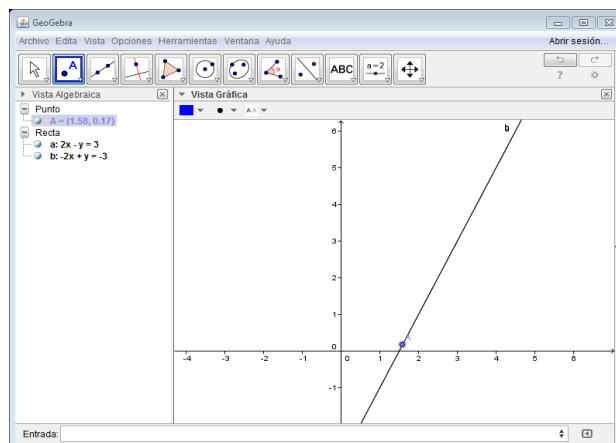 GeoGebra
Archivo Edita Vista Opciones Herramientas Ventana Ayuda
Abrir sesión...
A
ABC
a=2
?
Vista Algebraica
Punto
A = (1.58, 0.17)
Recta
a: 2x - y = 3
b: -2x + y = -3
Vista Gráfica
AA
6
5
4
3
2
1
0
-1
-4 -3 -2 -1 0 1 2 3 4 5 6
A
Entrada: